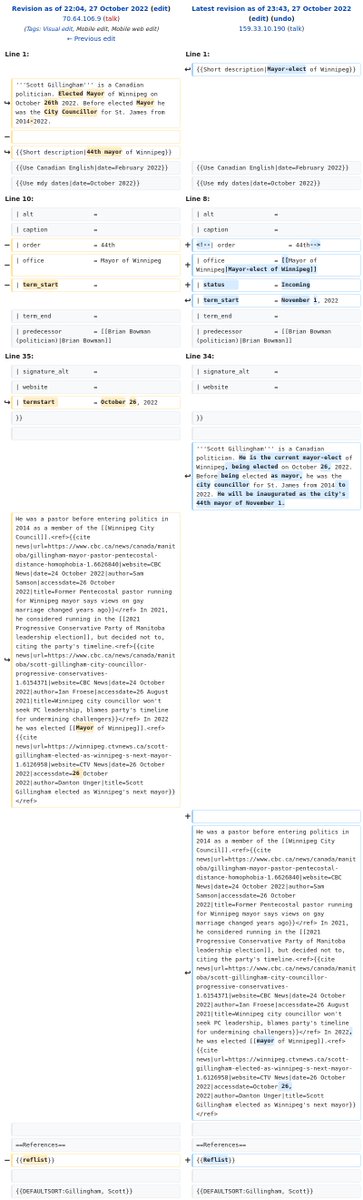 Revision as of 22:04, 27 October 2022 (edit)
70.64.106.9 (talk)
(Tags: Visual edit, Mobile edit, Mobile web edit)
← Previous edit
Latest revision as of 23:43, 27 October 2022
(edit) (undo)
159.33.10.190 (talk)
Line 1:
Line 1:
{{Short description|Mayor-elect of Winnipeg}}
'''Scott Gillingham''' is a Canadian
politician. Elected Mayor of Winnipeg on
October 26th 2022. Before elected Mayor he
was the City Councillor for St. James from
2014-2022.
{{Short description|44th mayor of Winnipeg}}
{{Use Canadian English|date=February 2022}}
{{Use Canadian English|date=February 2022}}
{{Use mdy dates|date=October 2022}}
{{Use mdy dates|date=October 2022}}
Line 10:
Line 8:
| alt =
| alt =
| caption =
| caption =
− | order = 44th
+ <!--| order = 44th-->
− | office = Mayor of Winnipeg
+ | office = [[Mayor of
Winnipeg|Mayor-elect of Winnipeg]]
− | term_start =
+ | status = Incoming
| term_start = November 1, 2022
| term_end =
| term_end =
| predecessor = [[Brian Bowman
(politician)|Brian Bowman]]
| predecessor = [[Brian Bowman
(politician)|Brian Bowman]]
Line 35:
Line 34:
| signature_alt =
| signature_alt =
| website =
| website =
| termstart = October 26, 2022
}}
}}
'''Scott Gillingham''' is a Canadian
politician. He is the current mayor-elect of
Winnipeg, being elected on October 26, 2022.
Before being elected as mayor, he was the
city councillor for St. James from 2014 to
2022. He will be inaugurated as the city's
44th mayor of November 1.
He was a pastor before entering politics in
2014 as a member of the [[Winnipeg City
Council]].<ref>{{cite
news|url=https://www.cbc.ca/news/canada/manit
oba/gillingham-mayor-pastor-pentecostal-
distance-homophobia-1.6626840|website=CBC
News|date=24 October 2022|author=Sam
Samson|accessdate=26 October
2022|title=Former Pentecostal pastor running
for Winnipeg mayor says views on gay
marriage changed years ago}}</ref> In 2021,
he considered running in the [[2021
Progressive Conservative Party of Manitoba
leadership election]], but decided not to,
citing the party's timeline.<ref>{{cite
news|url=https://www.cbc.ca/news/canada/manit
oba/scott-gillingham-city-councillor-
progressive-conservatives-
1.6154371|website=CBC News|date=24 October
2022|author=Ian Froese|accessdate=26 August
2021|title=Winnipeg city councillor won't
seek PC leadership, blames party's timeline
for undermining challengers}}</ref> In 2022
he was elected [[Mayor of Winnipeg]].<ref>
{{cite
news|url=https://winnipeg.ctvnews.ca/scott-
gillingham-elected-as-winnipeg-s-next-mayor-
1.6126958|website=CTV News|date=26 October
2022|accessdate=26 October
2022|author=Danton Unger|title=Scott
Gillingham elected as Winnipeg's next mayor}}
</ref>
+
He was a pastor before entering politics in
2014 as a member of the [[Winnipeg City
Council]].<ref>{{cite
news|url=https://www.cbc.ca/news/canada/manit
oba/gillingham-mayor-pastor-pentecostal-
distance-homophobia-1.6626840|website=CBC
News|date=24 October 2022|author=Sam
Samson|accessdate=26 October
2022|title=Former Pentecostal pastor running
for Winnipeg mayor says views on gay
marriage changed years ago}}</ref> In 2021,
he considered running in the [[2021
Progressive Conservative Party of Manitoba
leadership election]], but decided not to,
citing the party's timeline.<ref>{{cite
news|url=https://www.cbc.ca/news/canada/manit
oba/scott-gillingham-city-councillor-
progressive-conservatives-
1.6154371|website=CBC News|date=24 October
2022|author=Ian Froese|accessdate=26 August
2021|title=Winnipeg city councillor won't
seek PC leadership, blames party's timeline
for undermining challengers}}</ref> In 2022,
he was elected [[mayor of Winnipeg]].<ref>
{{cite
news|url=https://winnipeg.ctvnews.ca/scott-
gillingham-elected-as-winnipeg-s-next-mayor-
1.6126958|website=CTV News|date=26 October
2022|accessdate=October 26,
2022|author=Danton Unger|title=Scott
Gillingham elected as Winnipeg's next mayor}}
</ref>
==References==
==References==
− {{reflist}}
+ {{Reflist}}
{{DEFAULTSORT:Gillingham, Scott}}
{{DEFAULTSORT:Gillingham, Scott}}